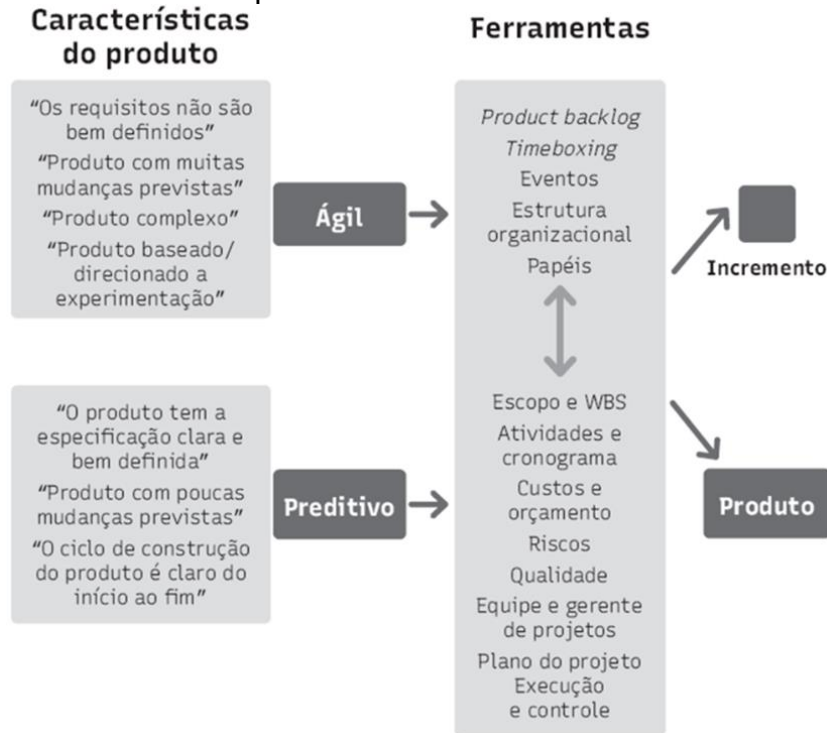 Características
do produto
“Os requisitos não são
bem definidos”
“Produto com muitas
mudanças previstas”
“Produto complexo”
“Produto baseado/
direcionado a
experimentação”
Ágil
Ferramentas
Product backlog
Timeboxing
Eventos
Estrutura
organizacional
Papéis
Incremento
“O produto tem a
especificação clara e
bem definida”
“Produto com poucas
mudanças previstas”
“O ciclo de construção
do produto é claro do
início ao fim”
Preditivo
Escopo e WBS
Atividades e
cronograma
Custos e
orçamento
Riscos
Qualidade
Equipe e gerente
de projetos
Plano do projeto
Execução
e controle
Produto